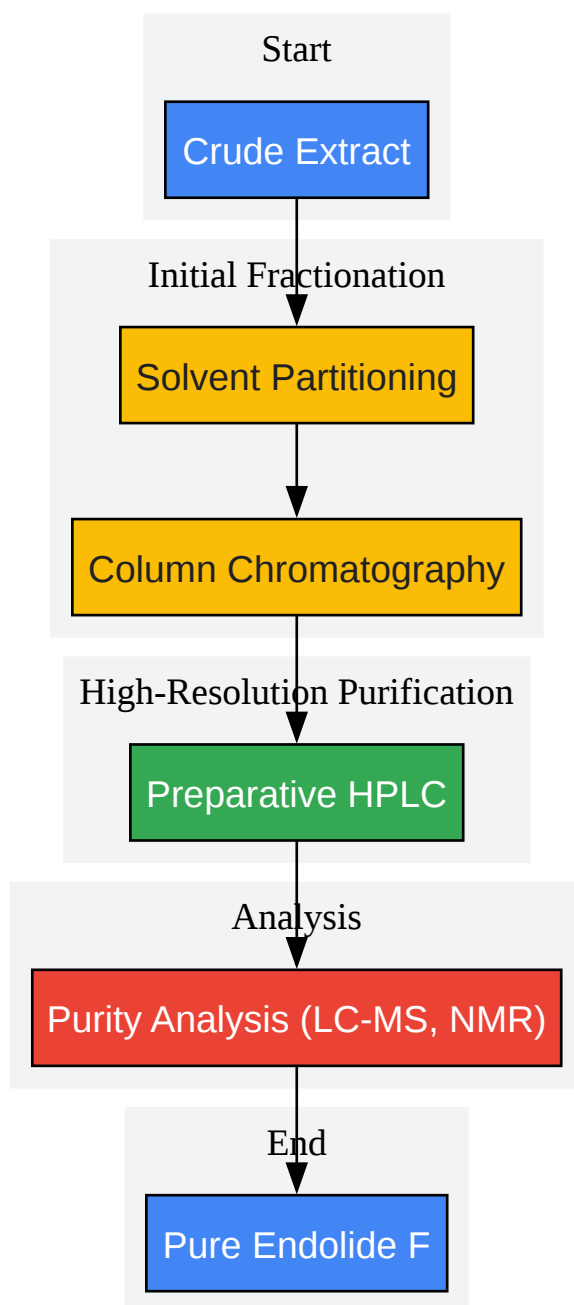 Start
Crude Extract
Initial Fractionation
Solvent Partitioning
Column Chromatography
High-Resolution Purification
Preparative HPLC
Analysis
Purity Analysis (LC-MS, NMR)
End
Pure Endolide F